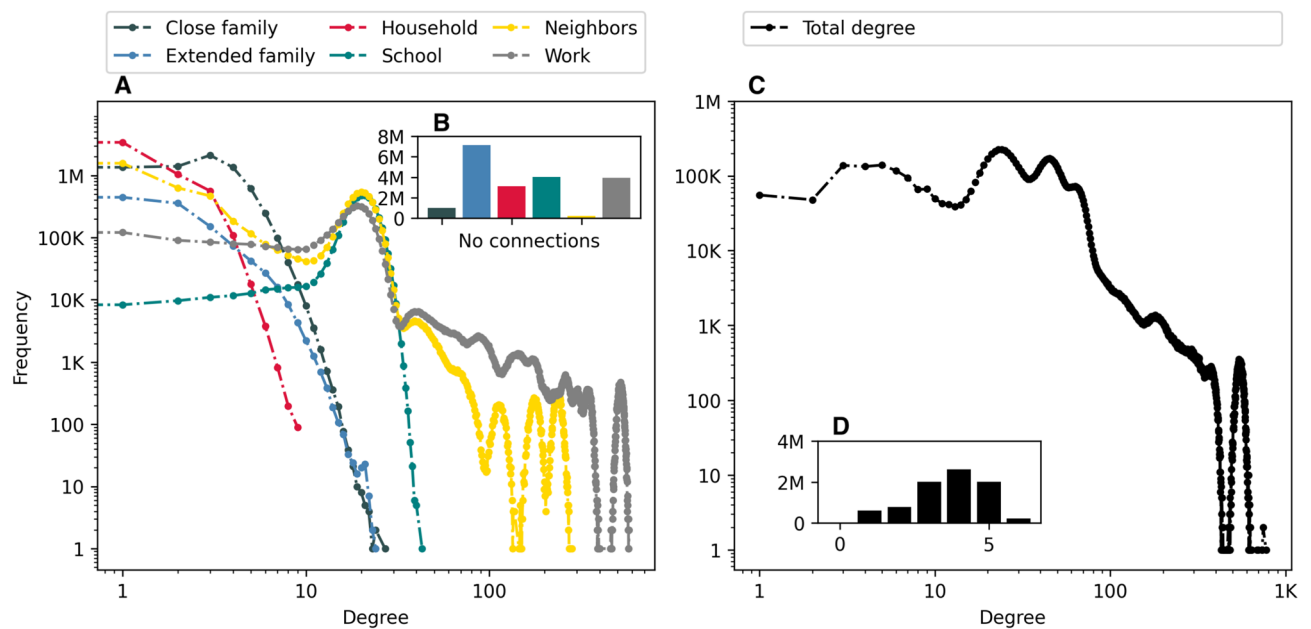 Close family Household Neighbors
Extended family School Work
Total degree
A
B
8M
6M
4M
2M
0
No connections
1M
100K
10K
1K
100
10
1
Frequency
1 10 100
Degree
C
1M
100K
10K
1K
100
10
1
D
4M
2M
0
0 5
1 10 100 1K
Degree